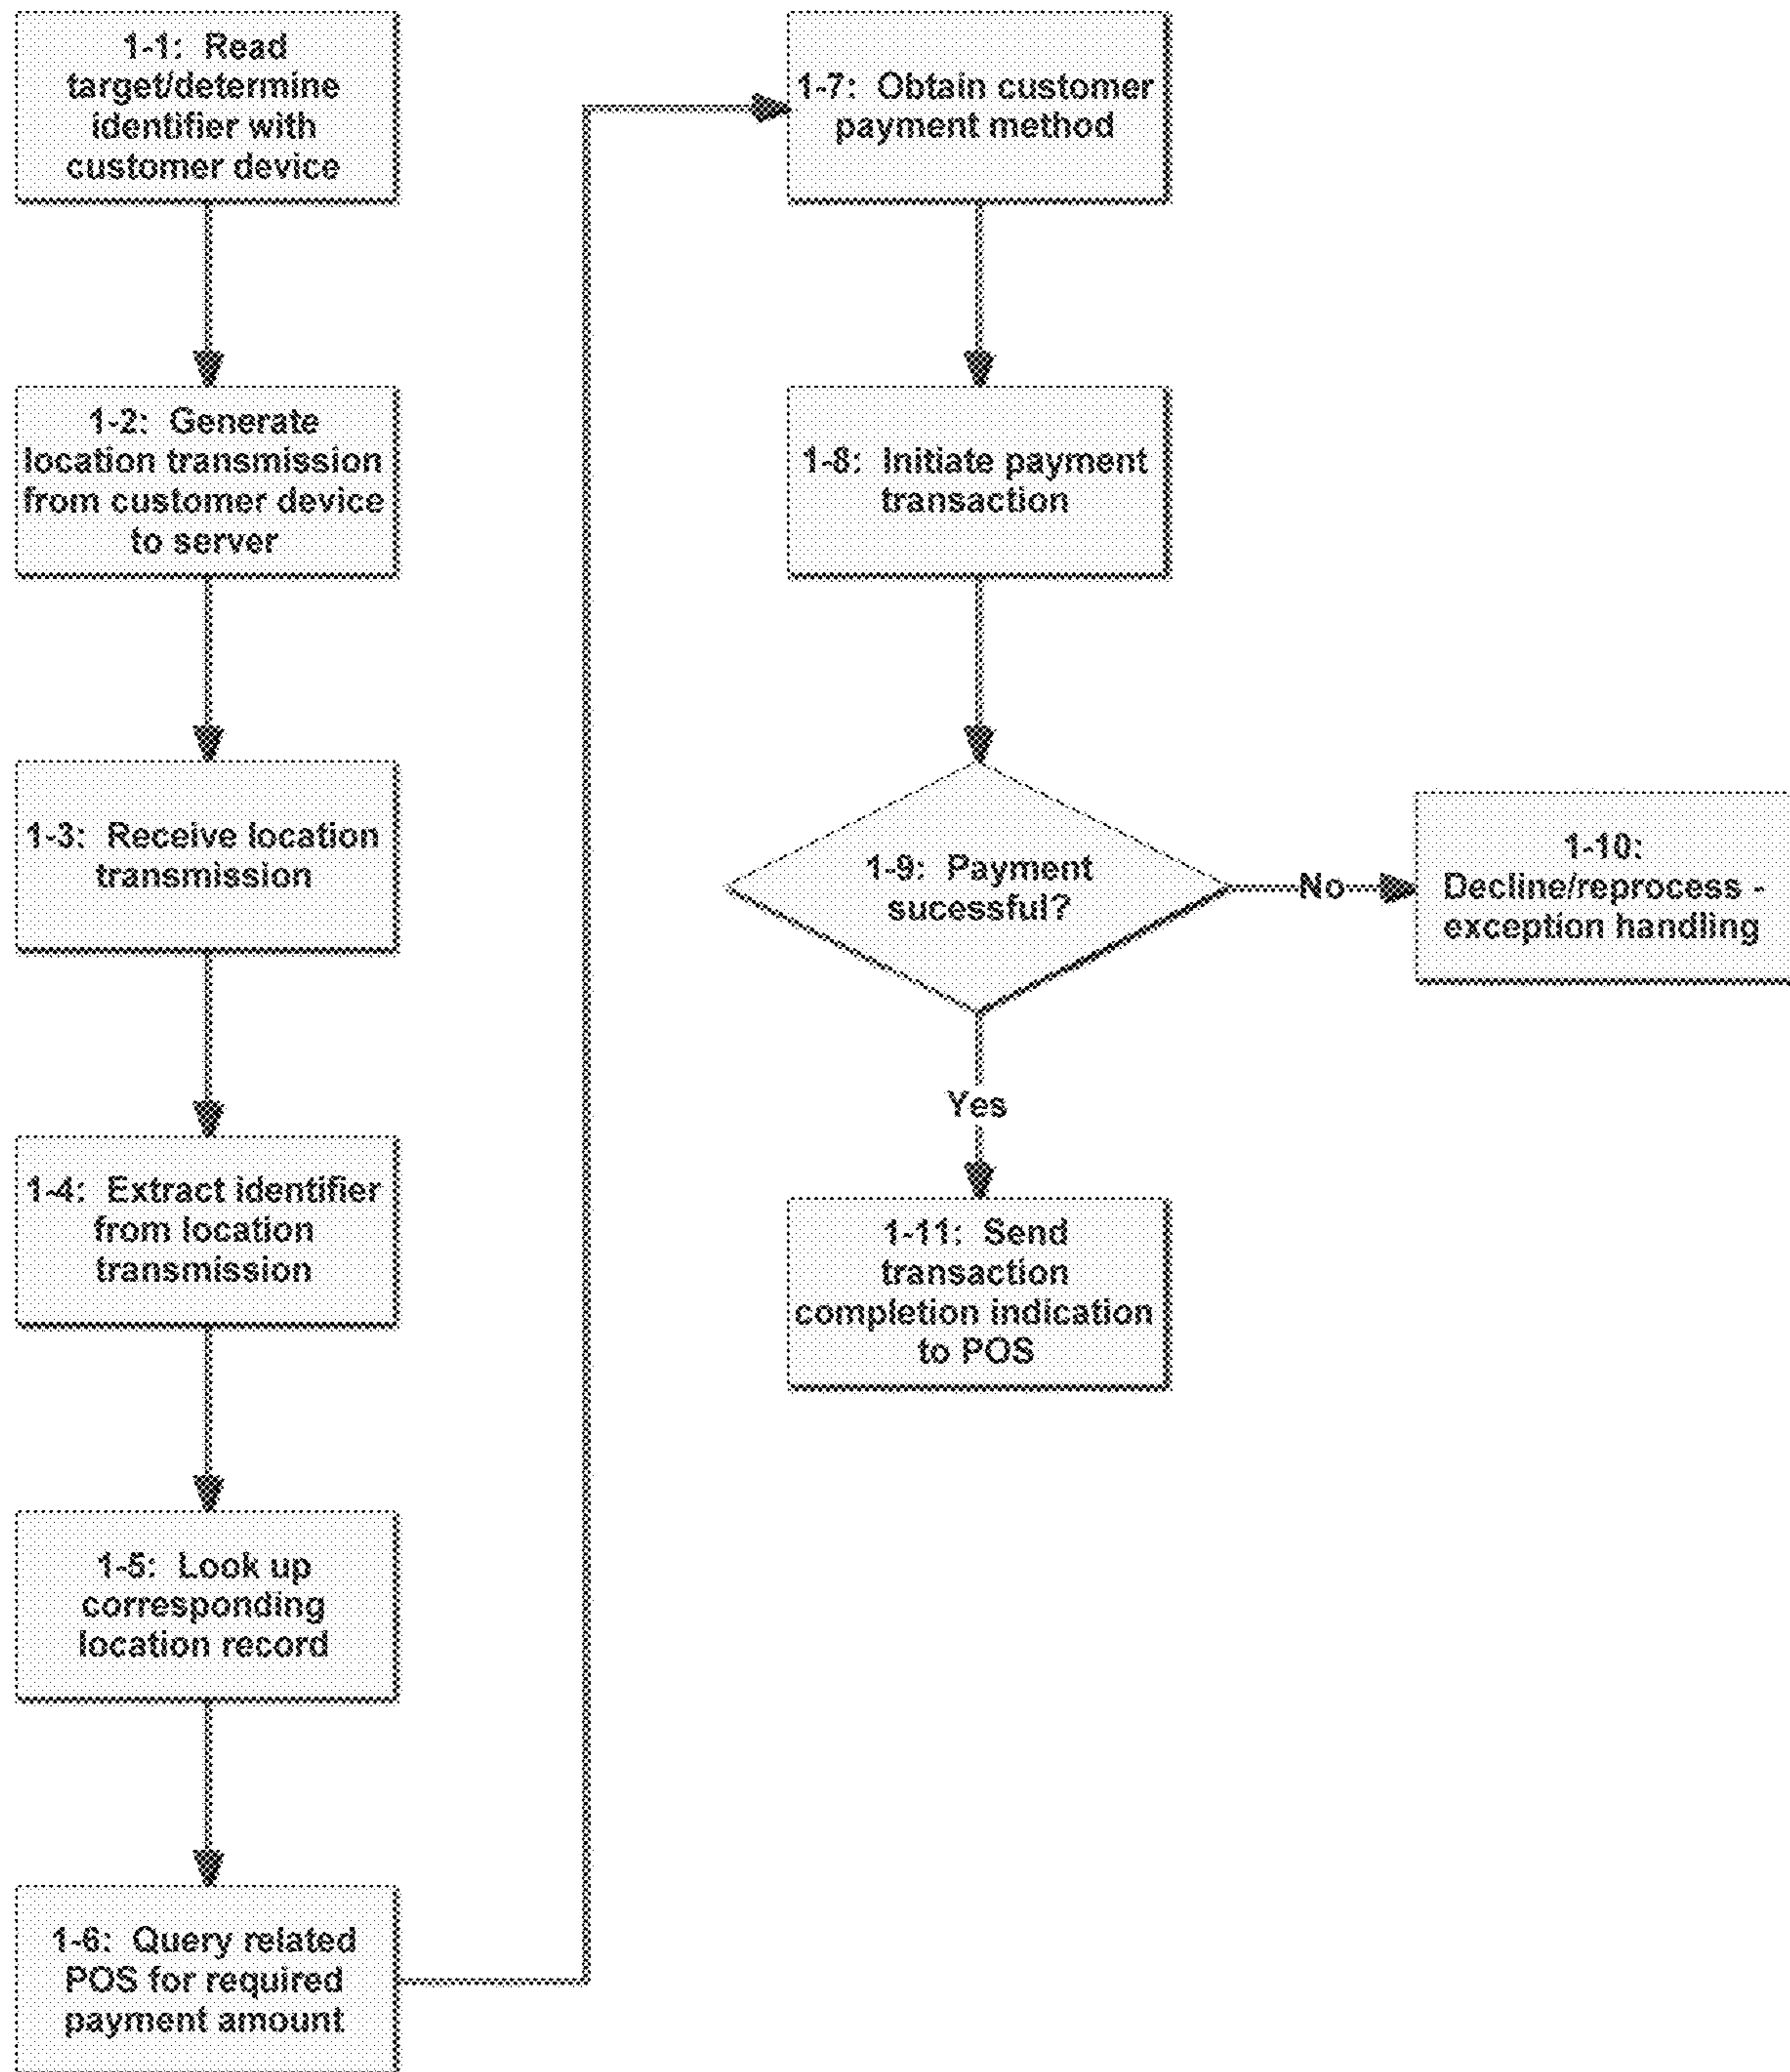 1-1: Read
target/determine
identifier with
customer device
1-2: Generate
location transmission
from customer device
to server
1-3: Receive location
transmission
1-4: Extract identifier
from location
transmission
1-5: Look up
corresponding
location record
1-6: Query related
POS for required
payment amount
1-7: Obtain customer
payment method
1-8: Initiate payment
transaction
1-9: Payment
sucessful?
No
1-10:
Decline/reprocess -
exception handling
Yes
1-11: Send
transaction
completion indication
to POS